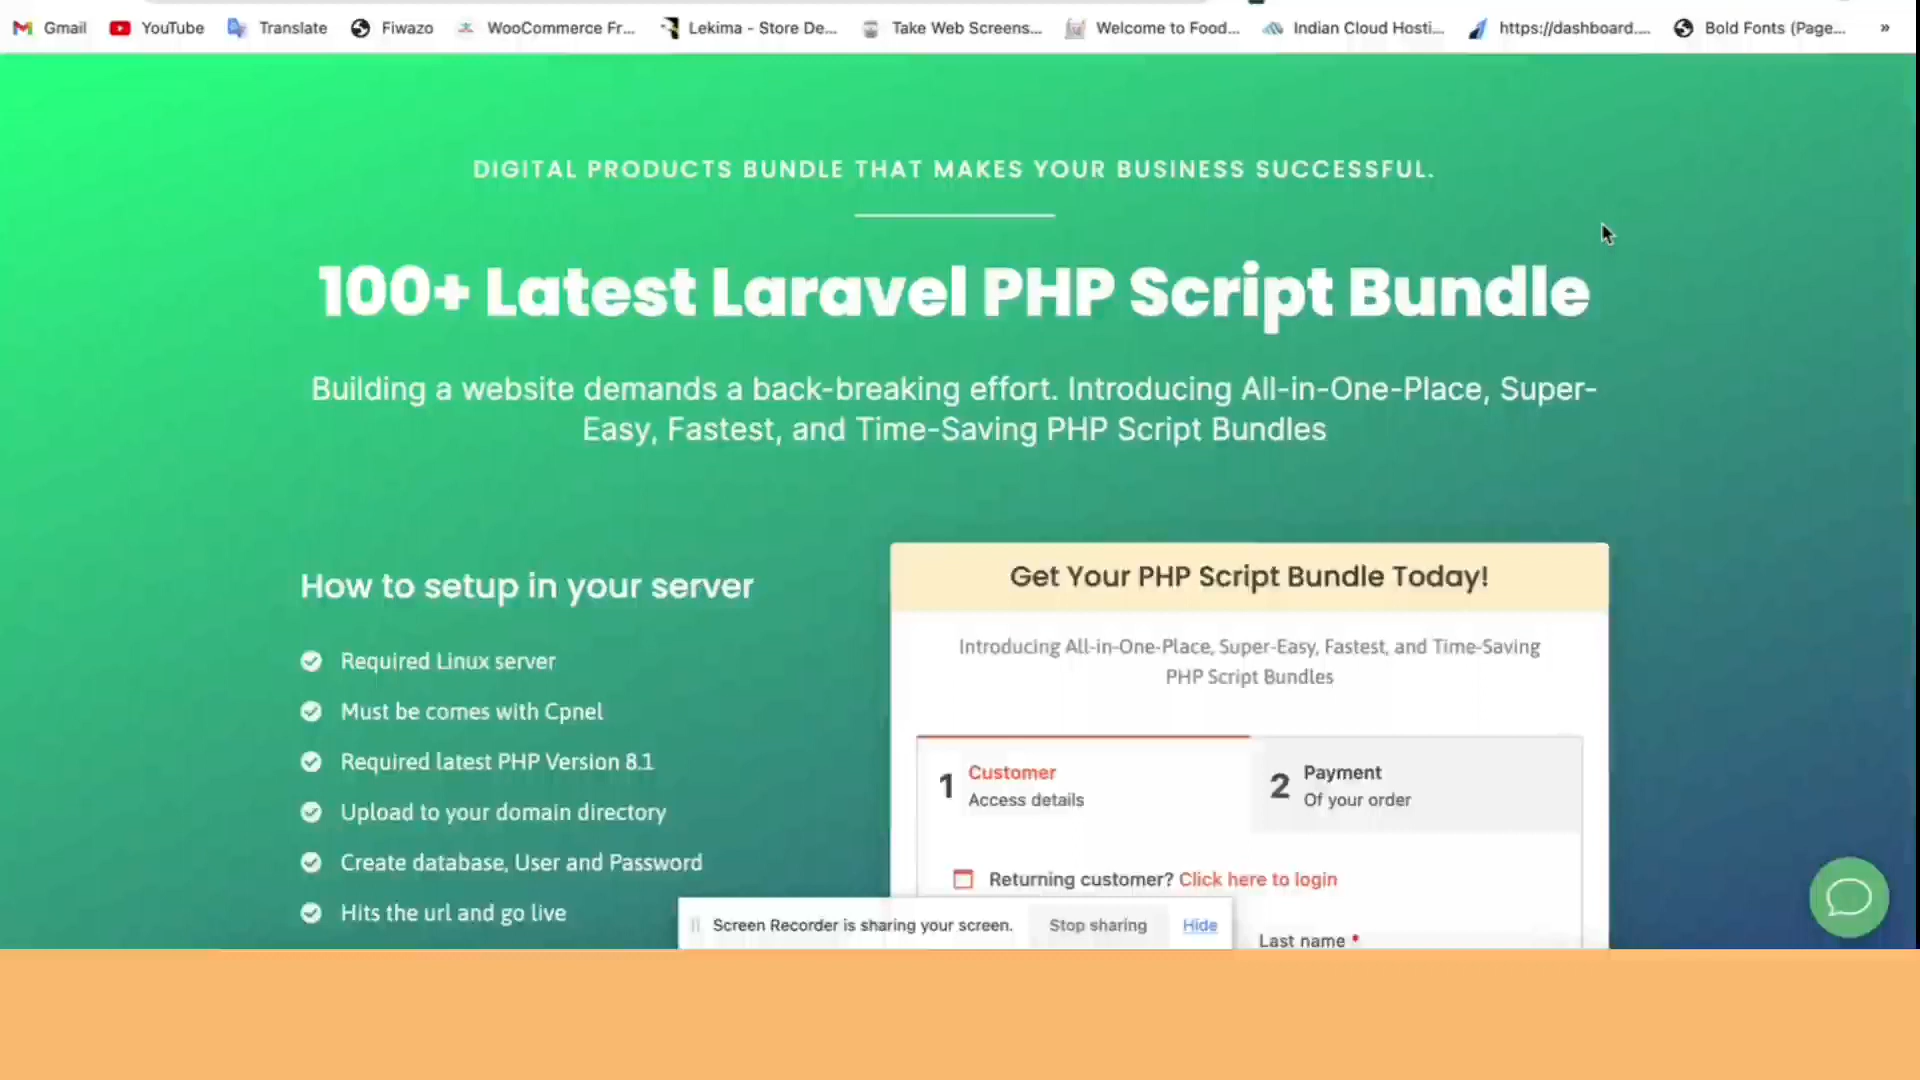 Gmail YouTube Translate Fiwazo WooCommerce Fr... Lekima - Store De... Take Web Screens... Welcome to Food... Indian Cloud Hosti... https://dashboard.... Bold Fonts (Page... »
DIGITAL PRODUCTS BUNDLE THAT MAKES YOUR BUSINESS SUCCESSFUL.
100+ Latest Laravel PHP Script Bundle
Building a website demands a back-breaking effort. Introducing All-in-One-Place, Super-
Easy, Fastest, and Time-Saving PHP Script Bundles
How to setup in your server
Required Linux server
Must be comes with Cpnel
Required latest PHP Version 8.1
Upload to your domain directory
Create database, User and Password
Hits the url and go live
Get Your PHP Script Bundle Today!
Introducing All-in-One-Place, Super-Easy, Fastest, and Time-Saving
PHP Script Bundles
1 Customer
Access details
2 Payment
Of your order
Returning customer? Click here to login
Last name *
Screen Recorder is sharing your screen. Stop sharing Hide